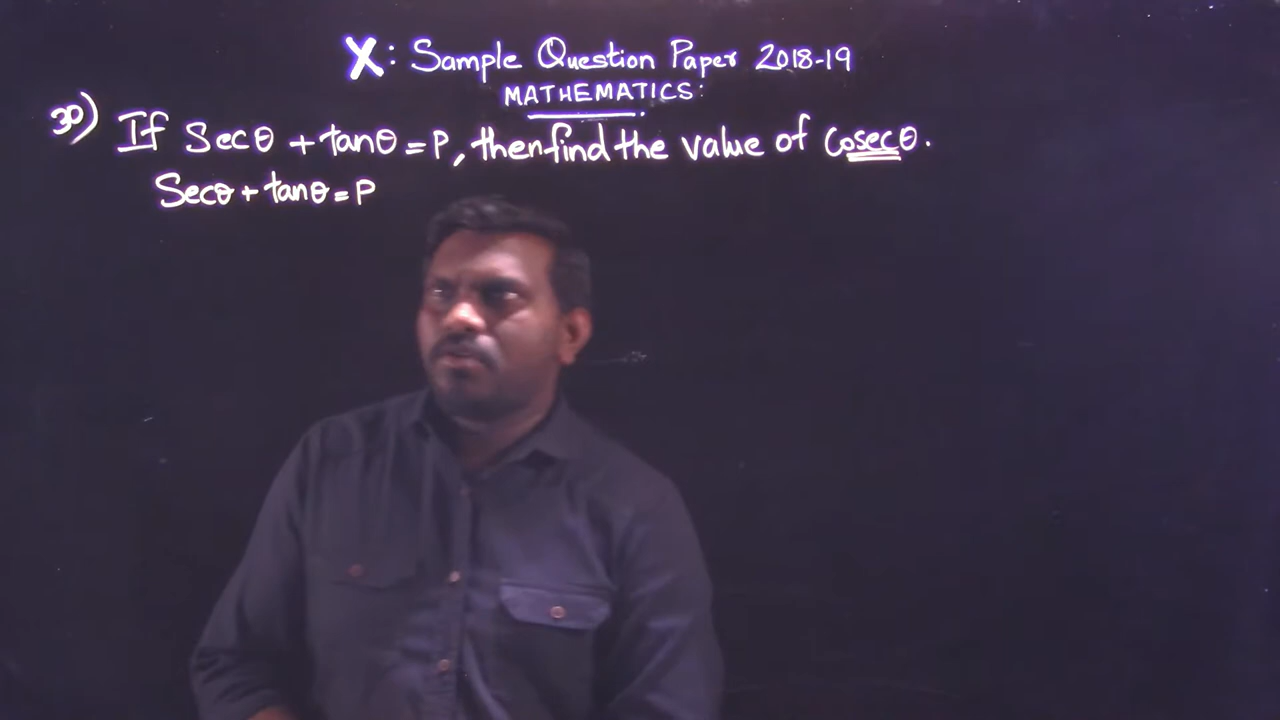 X: Sample Question Paper 2018-19
MATHEMATICS:
30) If Secθ + tanθ = P, then find the value of Cosecθ.
Secθ + tanθ = P